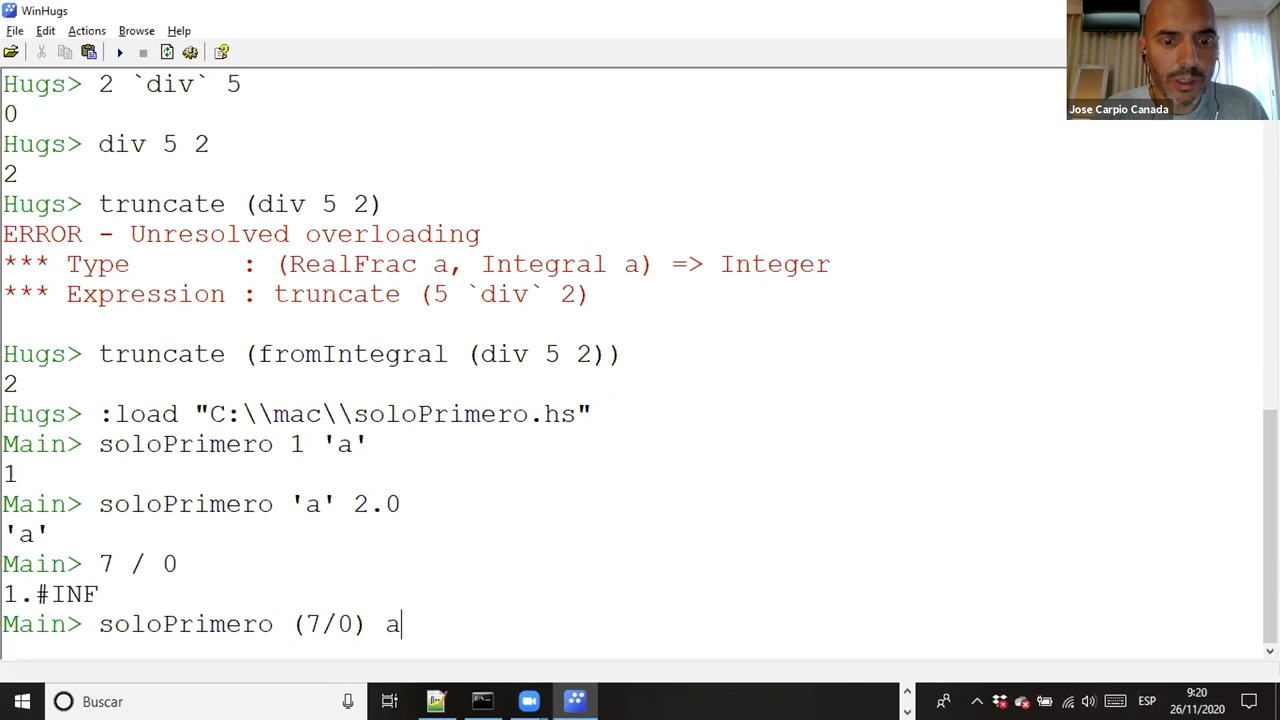 WinHugs
File Edit Actions Browse Help
Hugs> 2 `div` 5
0
Hugs> div 5 2
2
Hugs> truncate (div 5 2)
ERROR - Unresolved overloading
*** Type       : (RealFrac a, Integral a) => Integer
*** Expression : truncate (5 `div` 2)
Hugs> truncate (fromIntegral (div 5 2))
2
Hugs> :load "C:\\mac\\soloPrimero.hs"
Main> soloPrimero 1 'a'
1
Main> soloPrimero 'a' 2.0
'a'
Main> 7 / 0
1.#INF
Main> soloPrimero (7/0) a
Jose Carpio Canada
Buscar
ESP
9:20
26/11/2020